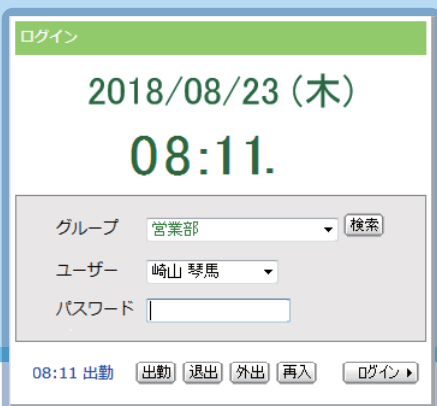 ログイン
2018/08/23 (木)
08:11.
グループ 営業部 検索
ユーザー 崎山 琴馬
パスワード
08:11 出勤 出勤 退出 外出 再入 ログイン